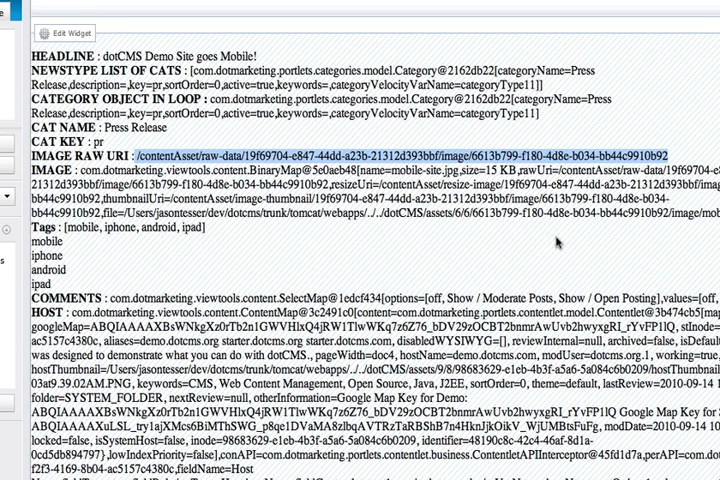 e
Edit Widget
HEADLINE : dotCMS Demo Site goes Mobile!
NEWSTYPE LIST OF CATS : [com.dotmarketing.portlets.categories.model.Category@2162db22[categoryName=Press
Release,description=,key=pr,sortOrder=0,active=true,keywords=,categoryVelocityVarName=categoryType11]]
CATEGORY OBJECT IN LOOP : com.dotmarketing.portlets.categories.model.Category@2162db22[categoryName=Press
Release,description=,key=pr,sortOrder=0,active=true,keywords=,categoryVelocityVarName=categoryType11]
CAT NAME : Press Release
CAT KEY : pr
IMAGE RAW URI : /contentAsset/raw-data/19f69704-e847-44dd-a23b-21312d393bbf/image/6613b799-f180-4d8e-b034-bb44c9910b92
IMAGE : com.dotmarketing.viewtools.content.BinaryMap@5e0aeb48[name=mobile-site.jpg,size=15 KB,rawUri=/contentAsset/raw-data/19f69704-e8
21312d393bbf/image/6613b799-f180-4d8e-b034-bb44c9910b92,resizeUri=/contentAsset/resize-image/19f69704-e847-44dd-a23b-21312d393bbf/im
bb44c9910b92,thumbnailUri=/contentAsset/image-thumbnail/19f69704-e847-44dd-a23b-21312d393bbf/image/6613b799-f180-4d8e-b034-
bb44c9910b92,file=/Users/jasontesser/dev/dotcms/trunk/tomcat/webapps/../../dotCMS/assets/6/6/6613b799-f180-4d8e-b034-bb44c9910b92/image/mob
Tags : [mobile, iphone, android, ipad]
mobile
iphone
s
android
ipad
COMMENTS : com.dotmarketing.viewtools.content.SelectMap@1edcf434[options=[off, Show / Moderate Posts, Show / Open Posting],values=[off,
HOST : com.dotmarketing.viewtools.content.ContentMap@3c2491c0[content=com.dotmarketing.portlets.contentlet.model.Contentlet@3b474cb5[map
googleMap=ABQIAAAAXBsWNkgXz0rTb2n1GWVHlxQ4jRW1TlwWKq7z6Z76_bDV29zOCBT2bnmrAwUvb2hwyxgRI_rYvFP1lQ, stInode=
ac5157c4380c, aliases=demo.dotcms.org starter.dotcms.org starter.dotcms.com, disabledWYSIWYG=[], reviewInternal=null, archived=false, isDefau
was designed to demonstrate what you can do with dotCMS., pageWidth=doc4, hostName=demo.dotcms.com, modUser=dotcms.org.1, working=true,
hostThumbnail=/Users/jasontesser/dev/dotcms/trunk/tomcat/webapps/../../dotCMS/assets/9/8/98683629-e1eb-4b3f-a5a6-5a084c6b0209/hostThumbnail
03at9.39.02AM.PNG, keywords=CMS, Web Content Management, Open Source, Java, J2EE, sortOrder=0, theme=default, lastReview=2010-09-14 1
folder=SYSTEM_FOLDER, nextReview=null, otherInformation=Google Map Key for Demo:
ABQIAAAAXBsWNkgXz0rTb2n1GWVHlxQ4jRW1TlwWKq7z6Z76_bDV29zOCBT2bnmrAwUvb2hwyxgRI_rYvFP1lQ Google Map Key for S
ABQIAAAAXuLSL_try1ajXMcs6BiMThSWG_p8qe1DVaMA8zlbqAVTRzTaRBShB7n4HknJjkOikV_WjUMBtsFuFg, modDate=2010-09-14 10
locked=false, isSystemHost=false, inode=98683629-e1eb-4b3f-a5a6-5a084c6b0209, identifier=48190c8c-42c4-46af-8d1a-
0cd5db894797},lowIndexPriority=false],conAPI=com.dotmarketing.portlets.contentlet.business.ContentletAPIInterceptor@45fd1d7a,perAPI=com.do
f2f3-4169-8b04-ac5157c4380c,fieldName=Host